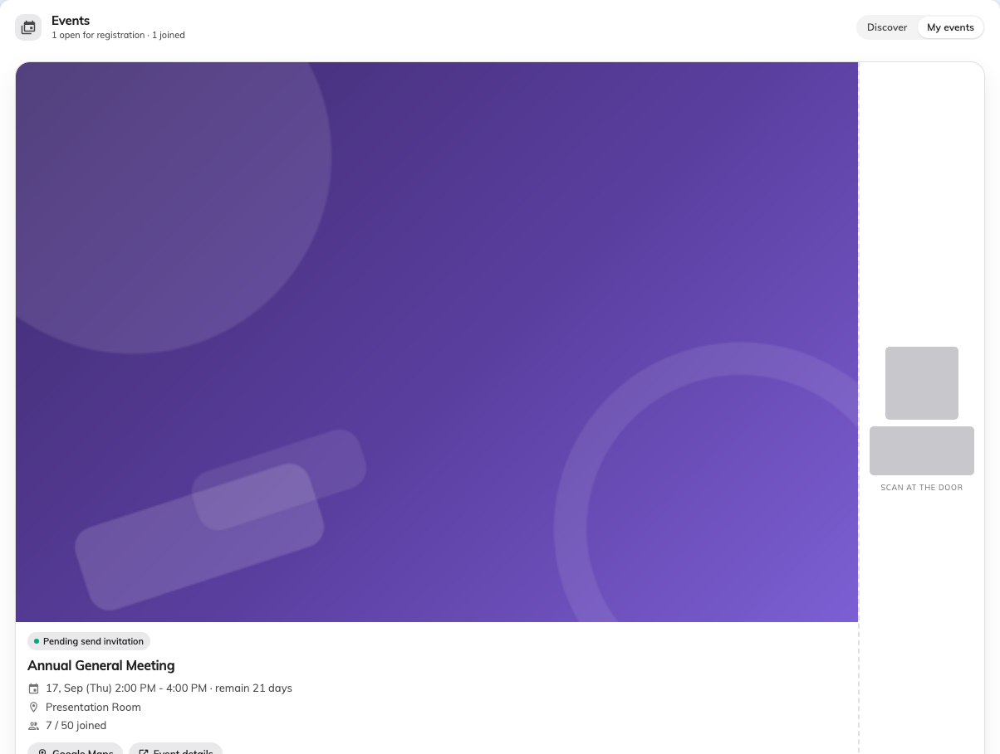 Events
1 open for registration · 1 joined
Discover
My events
SCAN AT THE DOOR
Pending send invitation
Annual General Meeting
17, Sep (Thu) 2:00 PM - 4:00 PM · remain 21 days
Presentation Room
7 / 50 joined
Google Maps
Event details